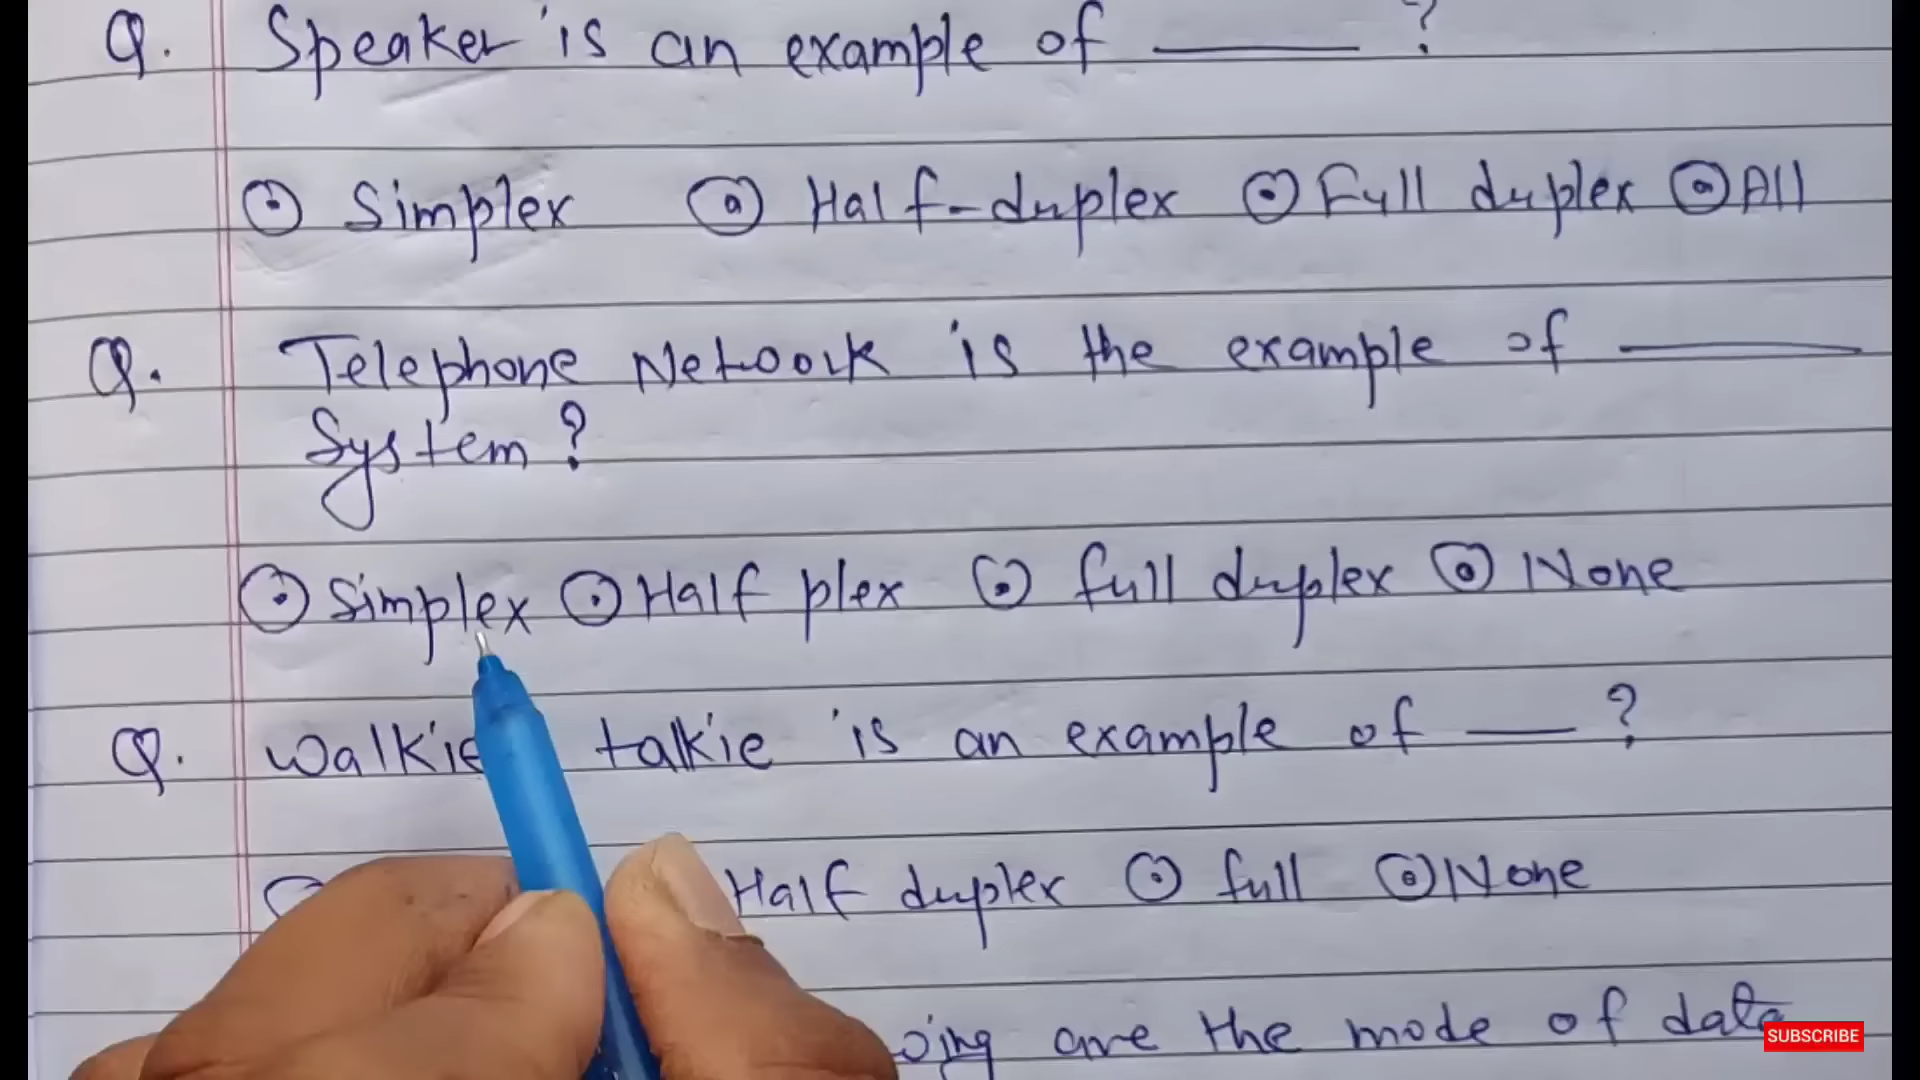 Q. Speaker is an example of ______ ?
⊙ Simplex ⊙ Half-duplex ⊙ Full duplex ⊙ All
Q. Telephone Network is the example of ______
System ?
⊙ Simplex ⊙ Half plex ⊙ full duplex ⊙ None
Q. Walkie talkie is an example of ____ ?
Half duplex ⊙ full ⊙ None
are the mode of data
SUBSCRIBE